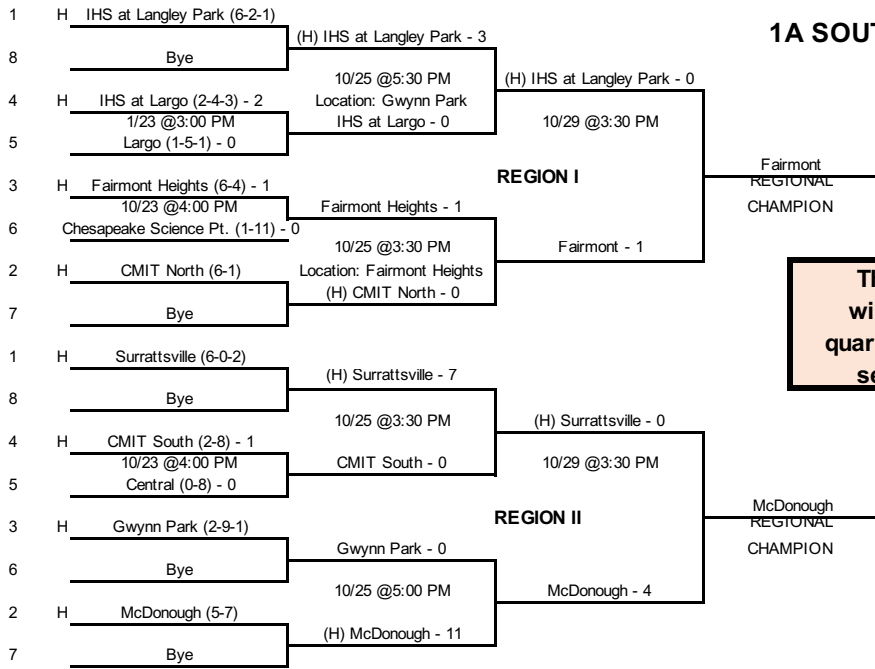 1A SOUT
1 H IHS at Langley Park (6-2-1)
(H) IHS at Langley Park - 3
8 Bye
10/25 @5:30 PM
(H) IHS at Langley Park - 0
4 H IHS at Largo (2-4-3) - 2
Location: Gwynn Park
1/23 @3:00 PM
IHS at Largo - 0
10/29 @3:30 PM
5 Largo (1-5-1) - 0
Fairmont
REGION I
REGIONAL
3 H Fairmont Heights (6-4) - 1
10/23 @4:00 PM
Fairmont Heights - 1
CHAMPION
6 Chesapeake Science Pt. (1-11) - 0
10/25 @3:30 PM
Fairmont - 1
2 H CMIT North (6-1)
Location: Fairmont Heights
(H) CMIT North - 0
7 Bye
Th
wi
quar
se
1 H Surrattsville (6-0-2)
(H) Surrattsville - 7
8 Bye
10/25 @3:30 PM
(H) Surrattsville - 0
4 H CMIT South (2-8) - 1
10/23 @4:00 PM
CMIT South - 0
10/29 @3:30 PM
5 Central (0-8) - 0
McDonough
REGION II
REGIONAL
3 H Gwynn Park (2-9-1)
Gwynn Park - 0
CHAMPION
6 Bye
10/25 @5:00 PM
McDonough - 4
2 H McDonough (5-7)
(H) McDonough - 11
7 Bye